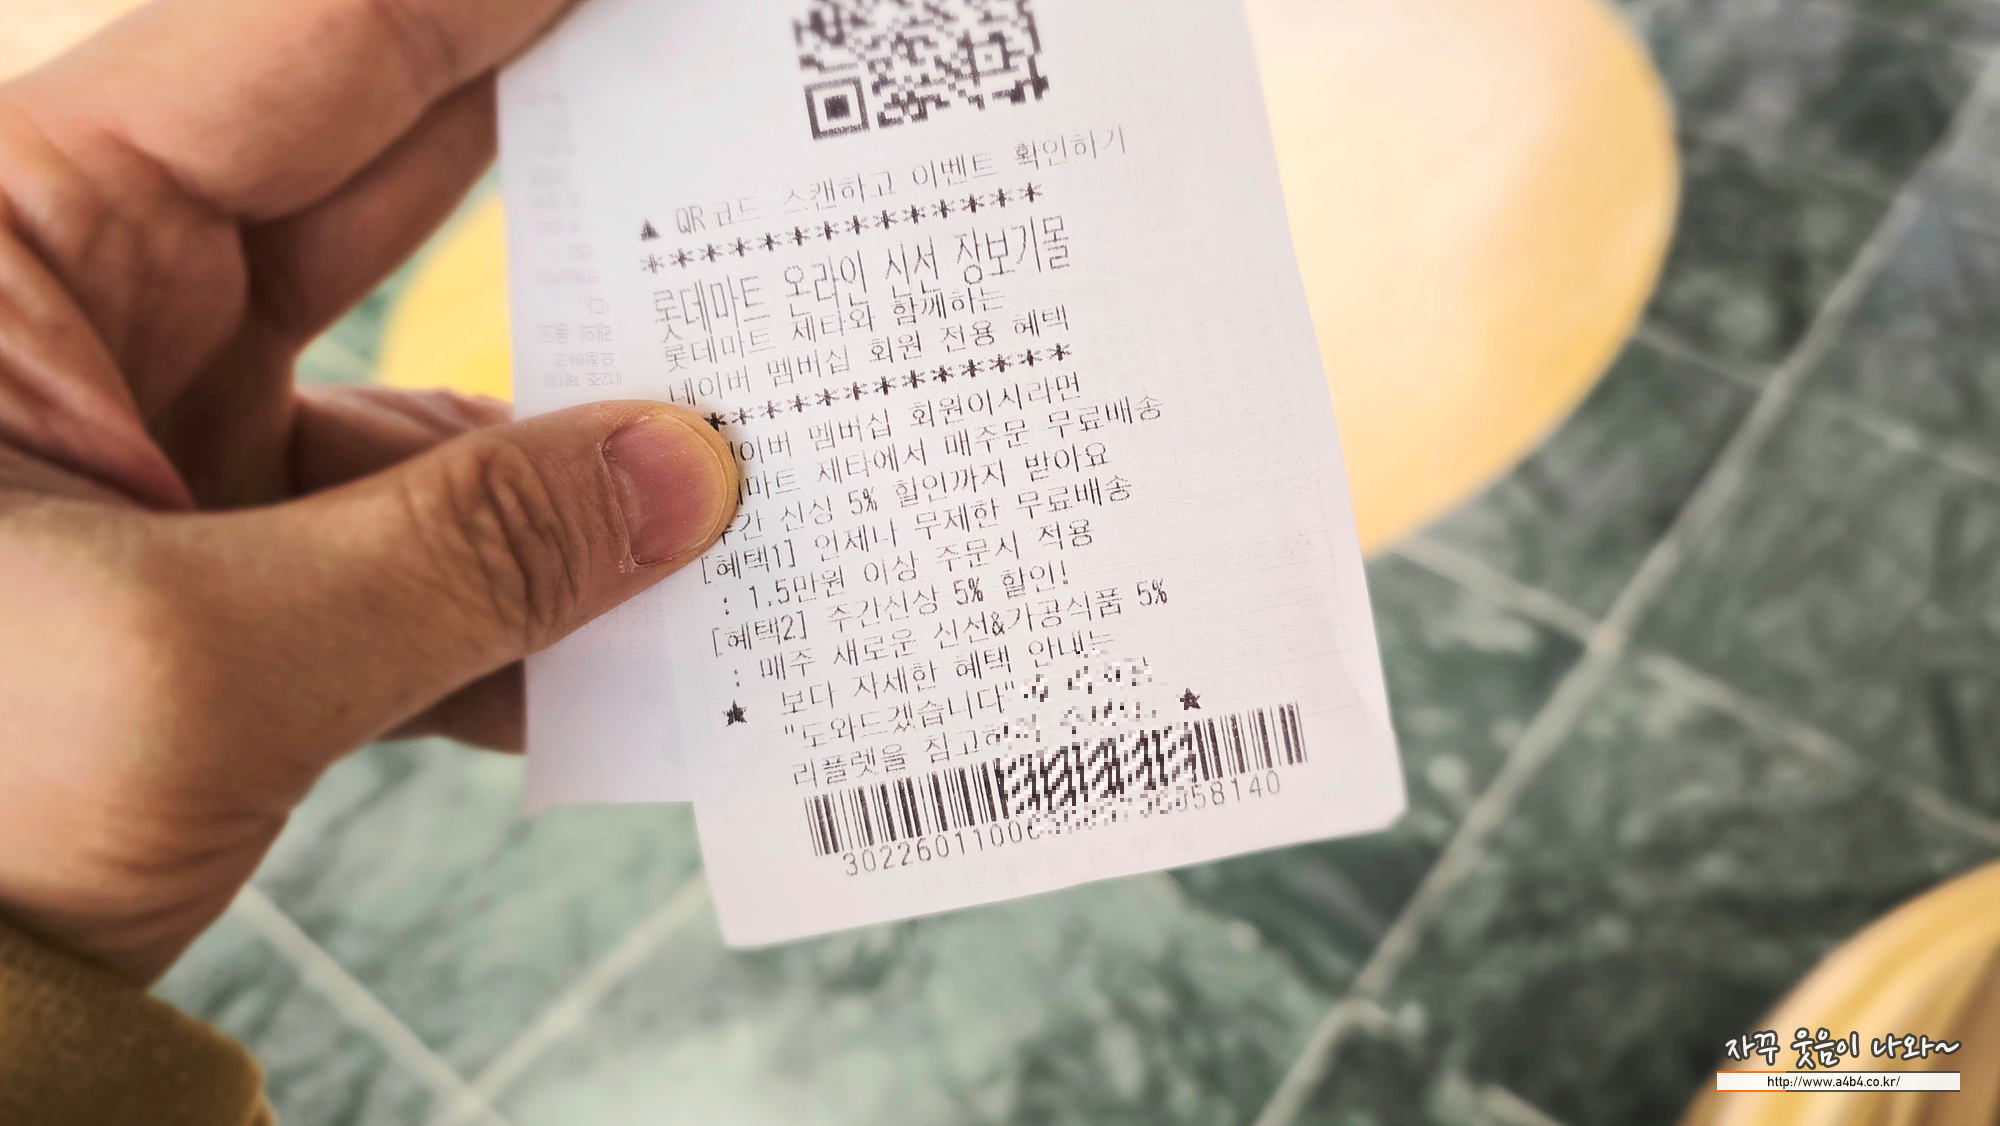 ▲ QR코드 스캔하고 이벤트 확인하기
**************
롯데마트 온라인 신선 장보기몰
롯데마트 제타와 함께하는
네이버 멤버십 회원 전용 혜택
*************
이버 멤버십 회원이시라면
마트 제타에서 매주문 무료배송
주간 신상 5% 할인까지 받아요
[혜택1] 언제나 무제한 무료배송
: 1.5만원 이상 주문시 적용
[혜택2] 주간신상 5% 할인!
: 매주 새로운 신선&가공식품 5%
보다 자세한 혜택 안내는
★ "도와드겠습니다" ★
리플렛을 참고하
302260110 58140
자꾸 웃음이 나와~
http://www.a4b4.co.kr/